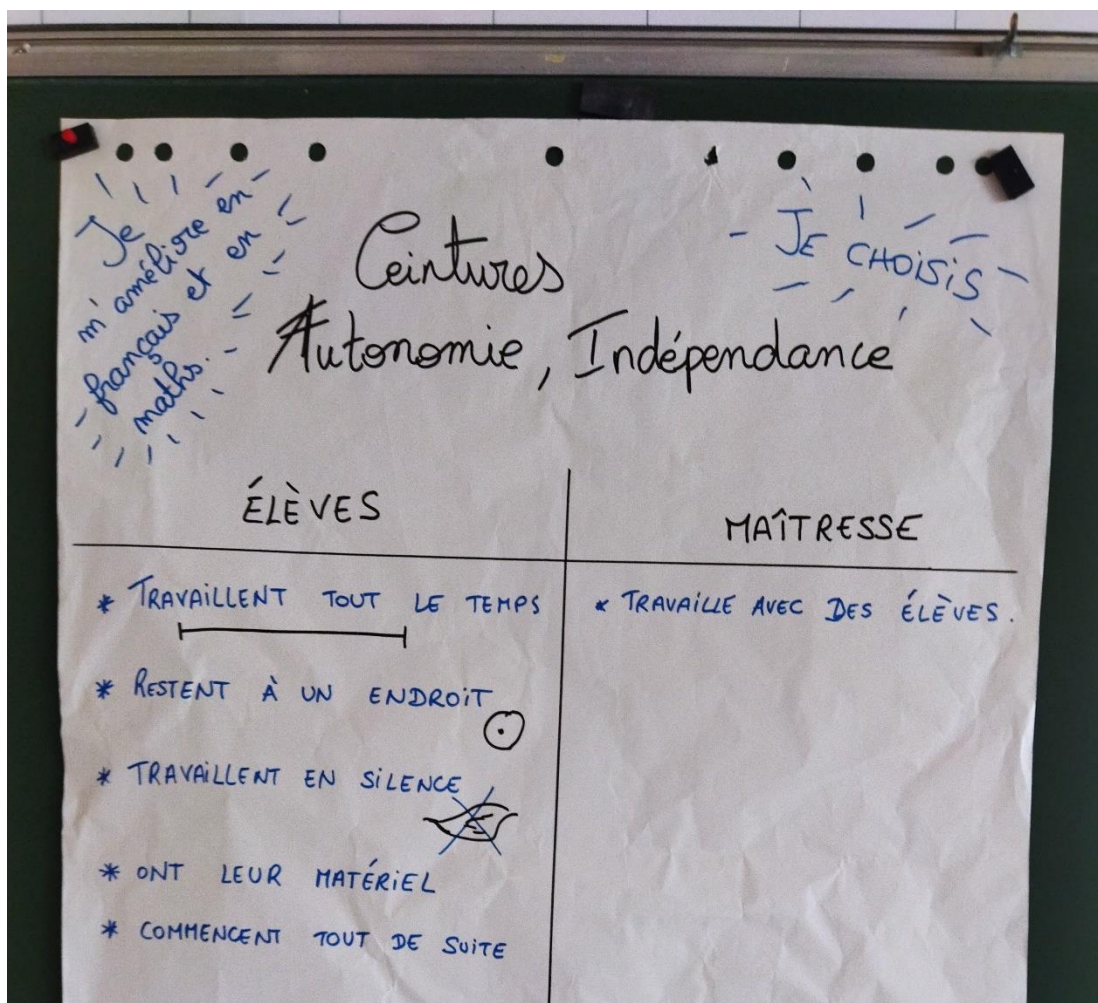 Je
m'améliore en
français et en
maths.
JE CHOISIS
Ceintures
Autonomie, Indépendance
ÉLÈVES
MAÎTRESSE
* TRAVAILLENT TOUT LE TEMPS
* RESTENT À UN ENDROIT
* TRAVAILLENT EN SILENCE
* ONT LEUR MATÉRIEL
* COMMENCENT TOUT DE SUITE
* TRAVAILLE AVEC DES ÉLÈVES.